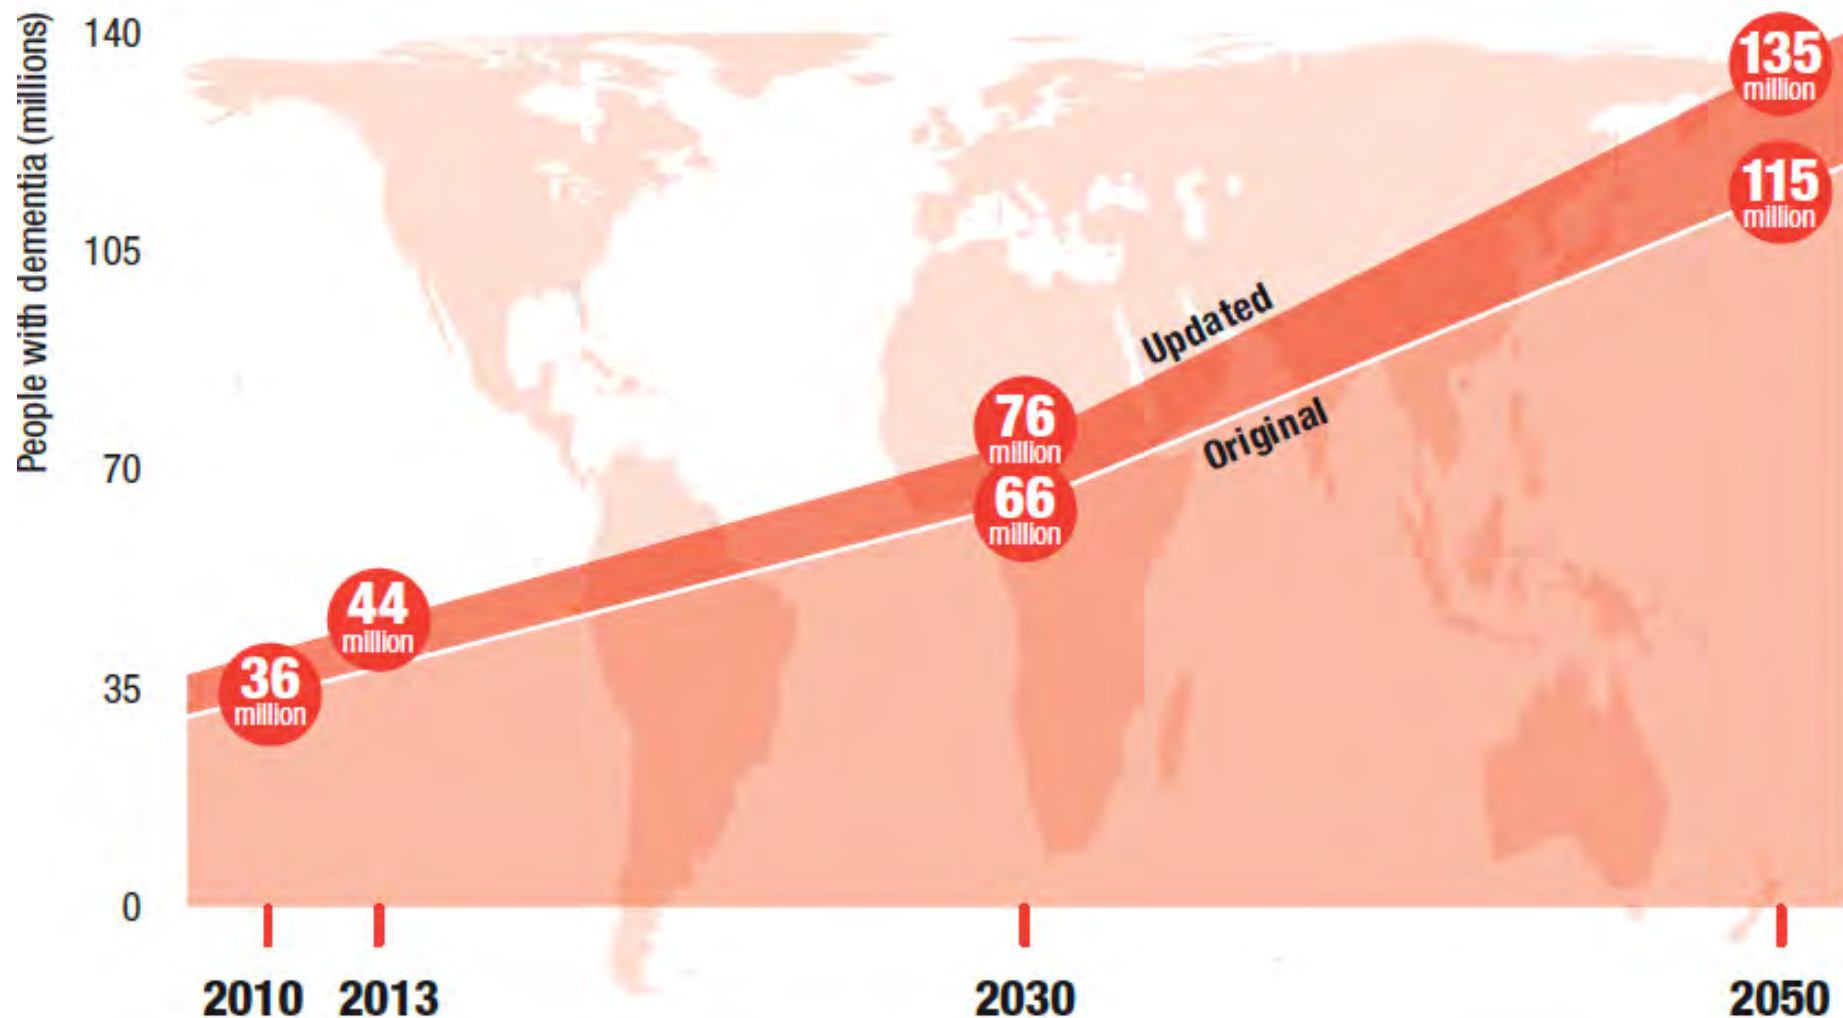 People with dementia (millions)
140
105
70
35
0
135
million
115
million
Updated
Original
76
million
66
million
44
million
36
million
2010 2013 2030 2050